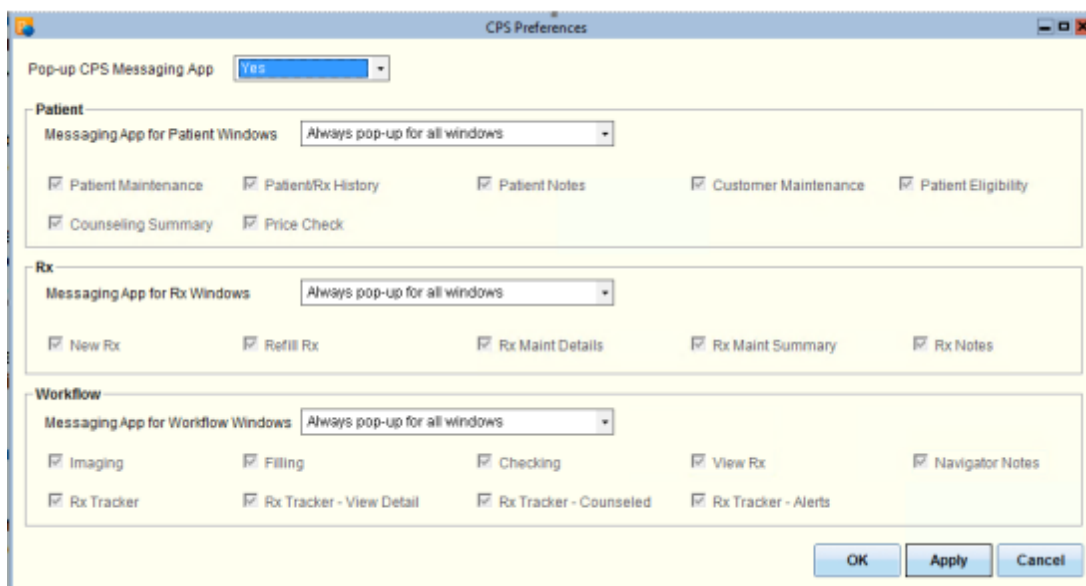 CPS Preferences
Pop-up CPS Messaging App Yes
Patient
Messaging App for Patient Windows Always pop-up for all windows
Patient Maintenance Patient/Rx History Patient Notes Customer Maintenance Patient Eligibility
Counseling Summary Price Check
Rx
Messaging App for Rx Windows Always pop-up for all windows
New Rx Refill Rx Rx Maint Details Rx Maint Summary Rx Notes
Workflow
Messaging App for Workflow Windows Always pop-up for all windows
Imaging Filling Checking View Rx Navigator Notes
Rx Tracker Rx Tracker - View Detail Rx Tracker - Counseled Rx Tracker - Alerts
OK Apply Cancel